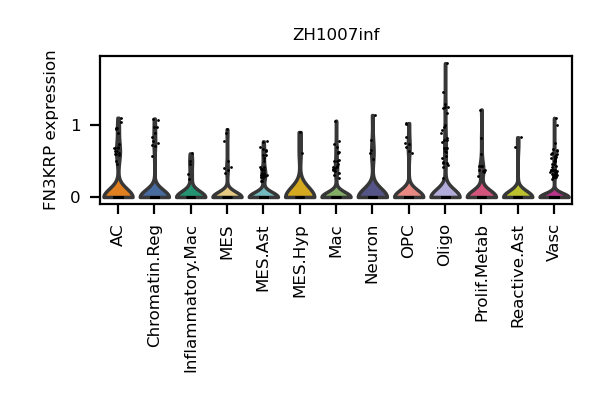 ZH1007inf
FN3KRP expression
1
0
AC
Chromatin.Reg
Inflammatory.Mac
MES
MES.Ast
MES.Hyp
Mac
Neuron
OPC
Oligo
Prolif.Metab
Reactive.Ast
Vasc